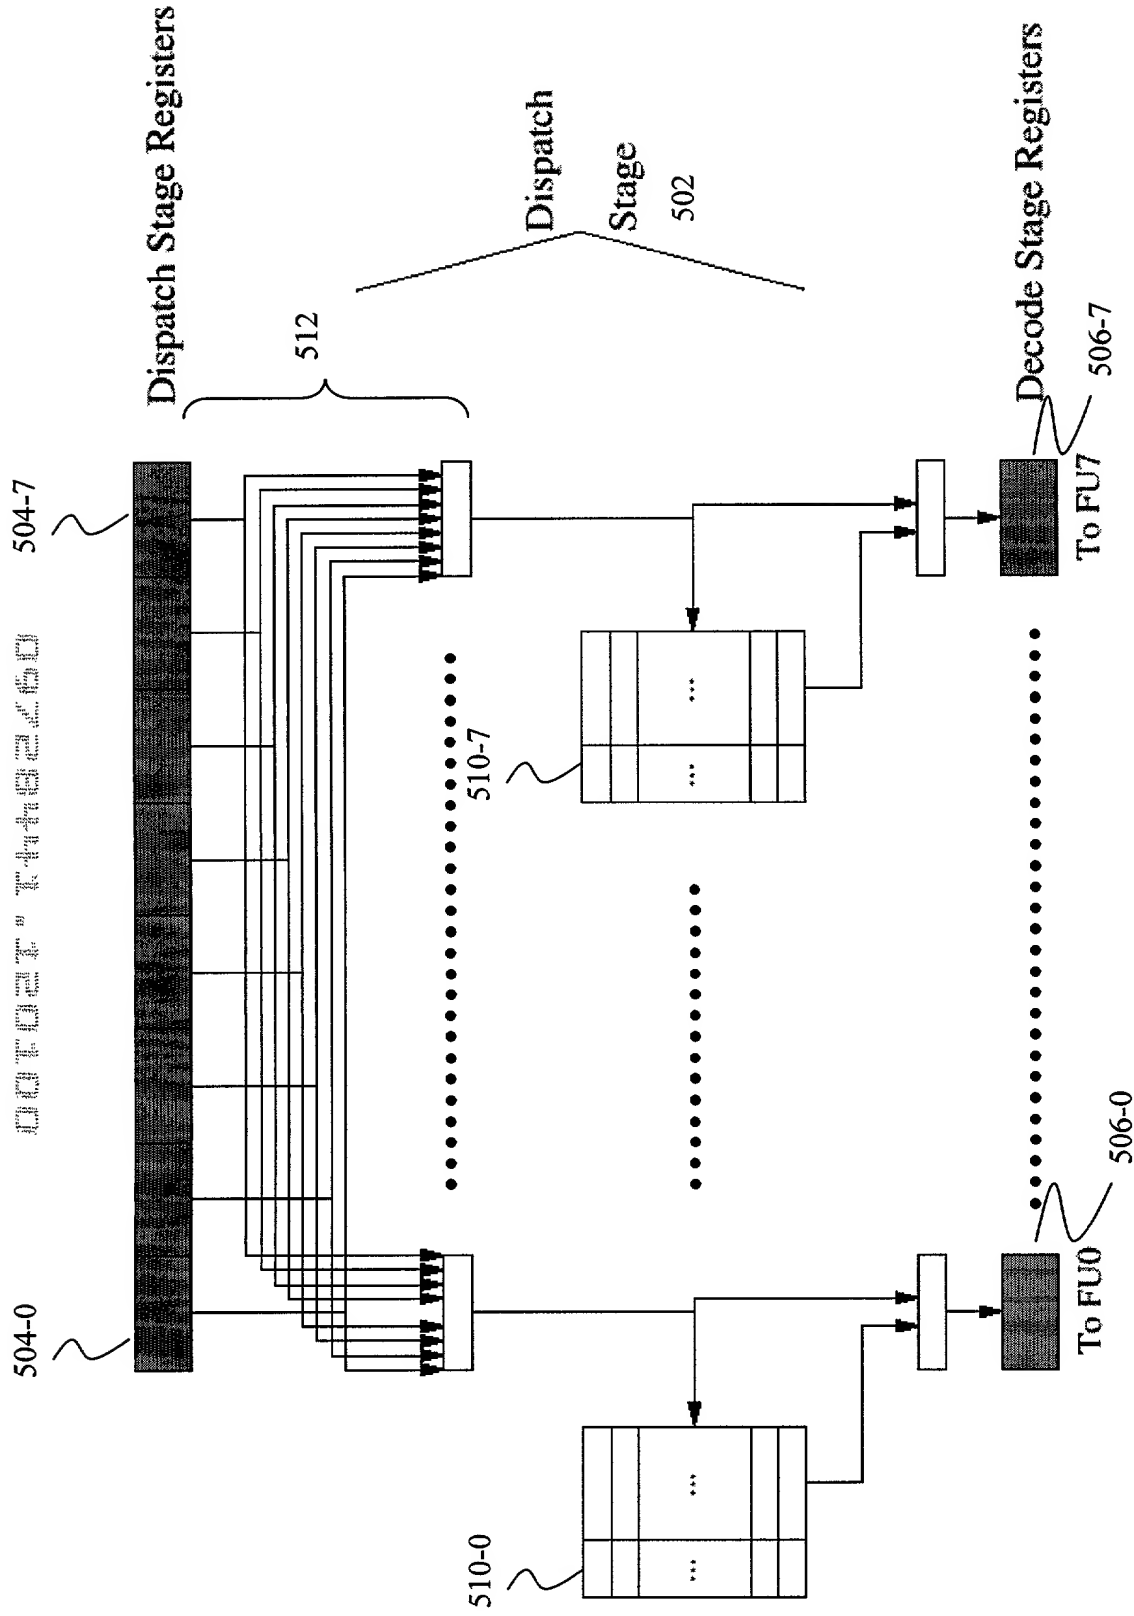 504-0
504-7
Dispatch Stage Registers
512
Dispatch
Stage
502
510-0
***
***
510-7
***
***
506-0
506-7
Decode Stage Registers
To FU0
To FU7